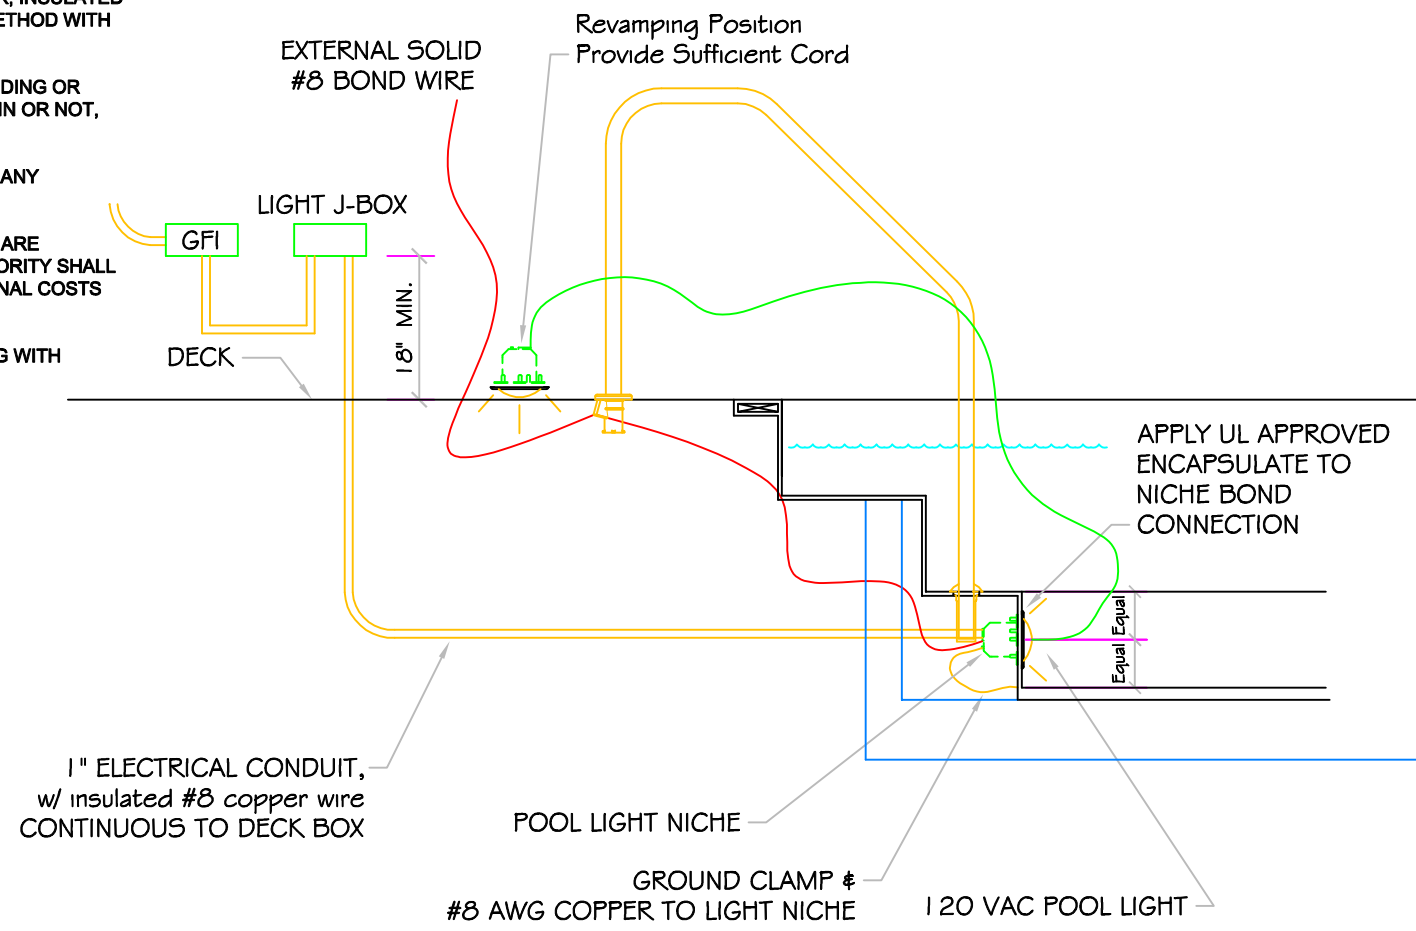 INSULATED
METHOD WITH
DING OR
IN OR NOT,
ANY
ARE
ORITY SHALL
NAL COSTS
G WITH
EXTERNAL SOLID
#8 BOND WIRE
Revamping Position
Provide Sufficient Cord
LIGHT J-BOX
GFI
18" MIN.
DECK
APPLY UL APPROVED
ENCAPSULATE TO
NICHE BOND
CONNECTION
Equal
Equal
1" ELECTRICAL CONDUIT,
w/ insulated #8 copper wire
CONTINUOUS TO DECK BOX
POOL LIGHT NICHE
GROUND CLAMP &
#8 AWG COPPER TO LIGHT NICHE
120 VAC POOL LIGHT